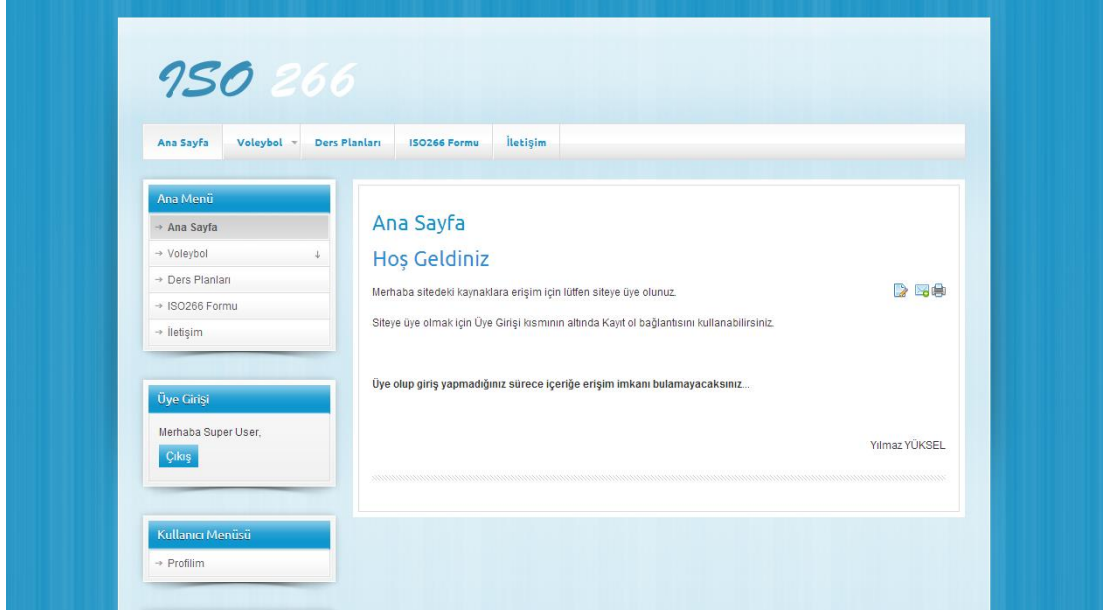 ISO 266
Ana Sayfa Voleybol Ders Planları ISO266 Formu İletişim
Ana Menü
Ana Sayfa
Voleybol
Ders Planları
ISO266 Formu
İletişim
Üye Girişi
Merhaba Super User,
Çıkış
Kullanıcı Menüsü
Profilim
Ana Sayfa
Hoş Geldiniz
Merhaba sitedeki kaynaklara erişim için lütfen siteye üye olunuz.
Siteye üye olmak için Üye Girişi kısmının altında Kayıt ol bağlantısını kullanabilirsiniz.
Üye olup giriş yapmadığınız sürece içeriğe erişim imkanı bulamayacaksınız...
Yılmaz YÜKSEL